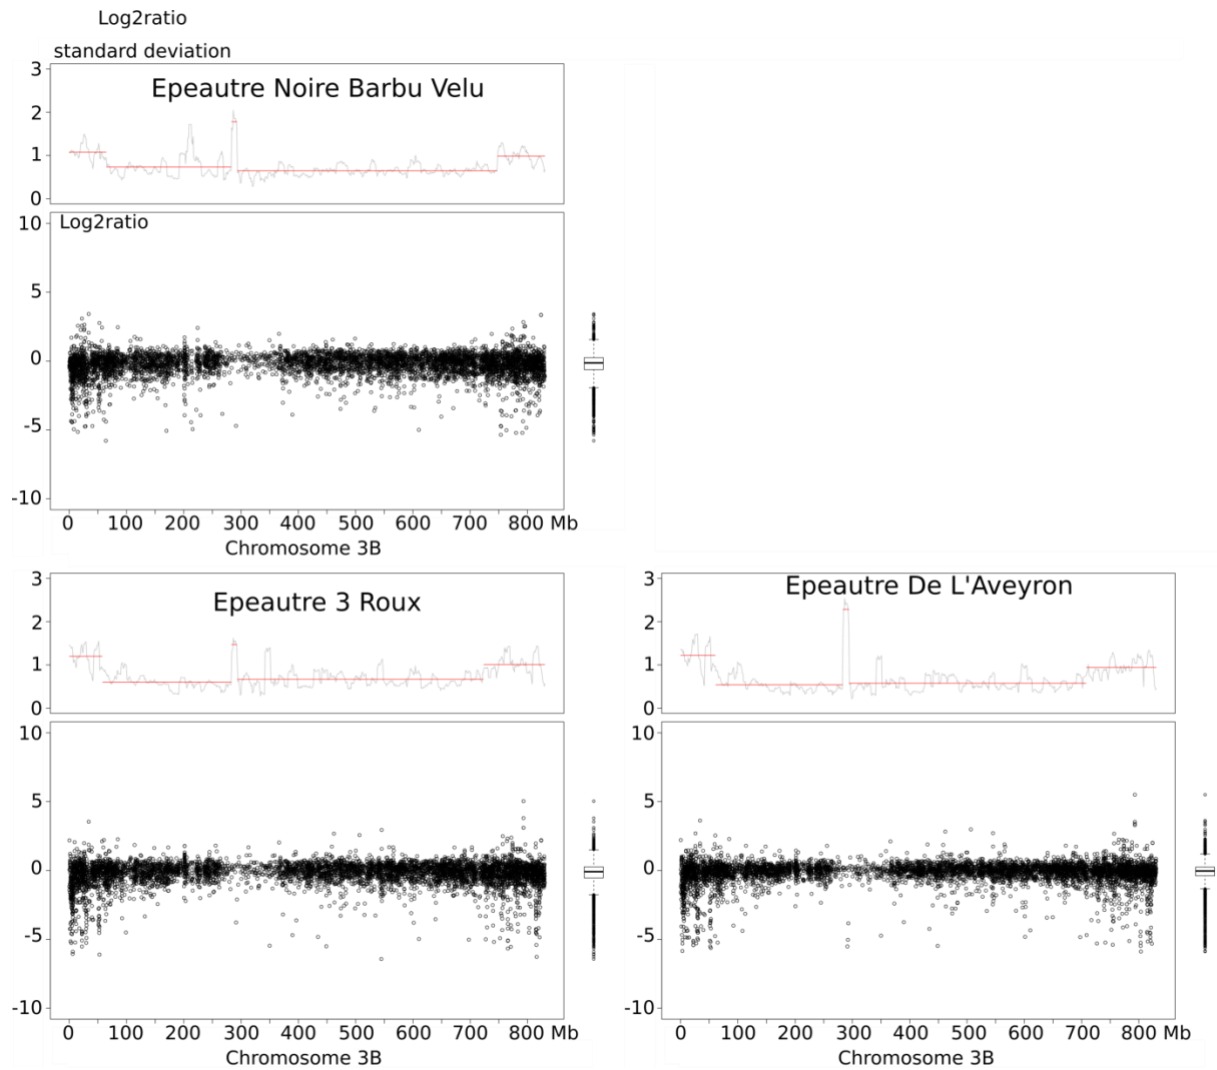 Log2ratio
standard deviation
3
Epeautre Noire Barbu Velu
2
1
0
10
Log2ratio
5
0
-5
-10
0 100 200 300 400 500 600 700 800 Mb
Chromosome 3B
3
Epeautre 3 Roux
2
1
0
10
5
0
-5
-10
0 100 200 300 400 500 600 700 800 Mb
Chromosome 3B
3
Epeautre De L'Aveyron
2
1
0
10
5
0
-5
-10
0 100 200 300 400 500 600 700 800 Mb
Chromosome 3B